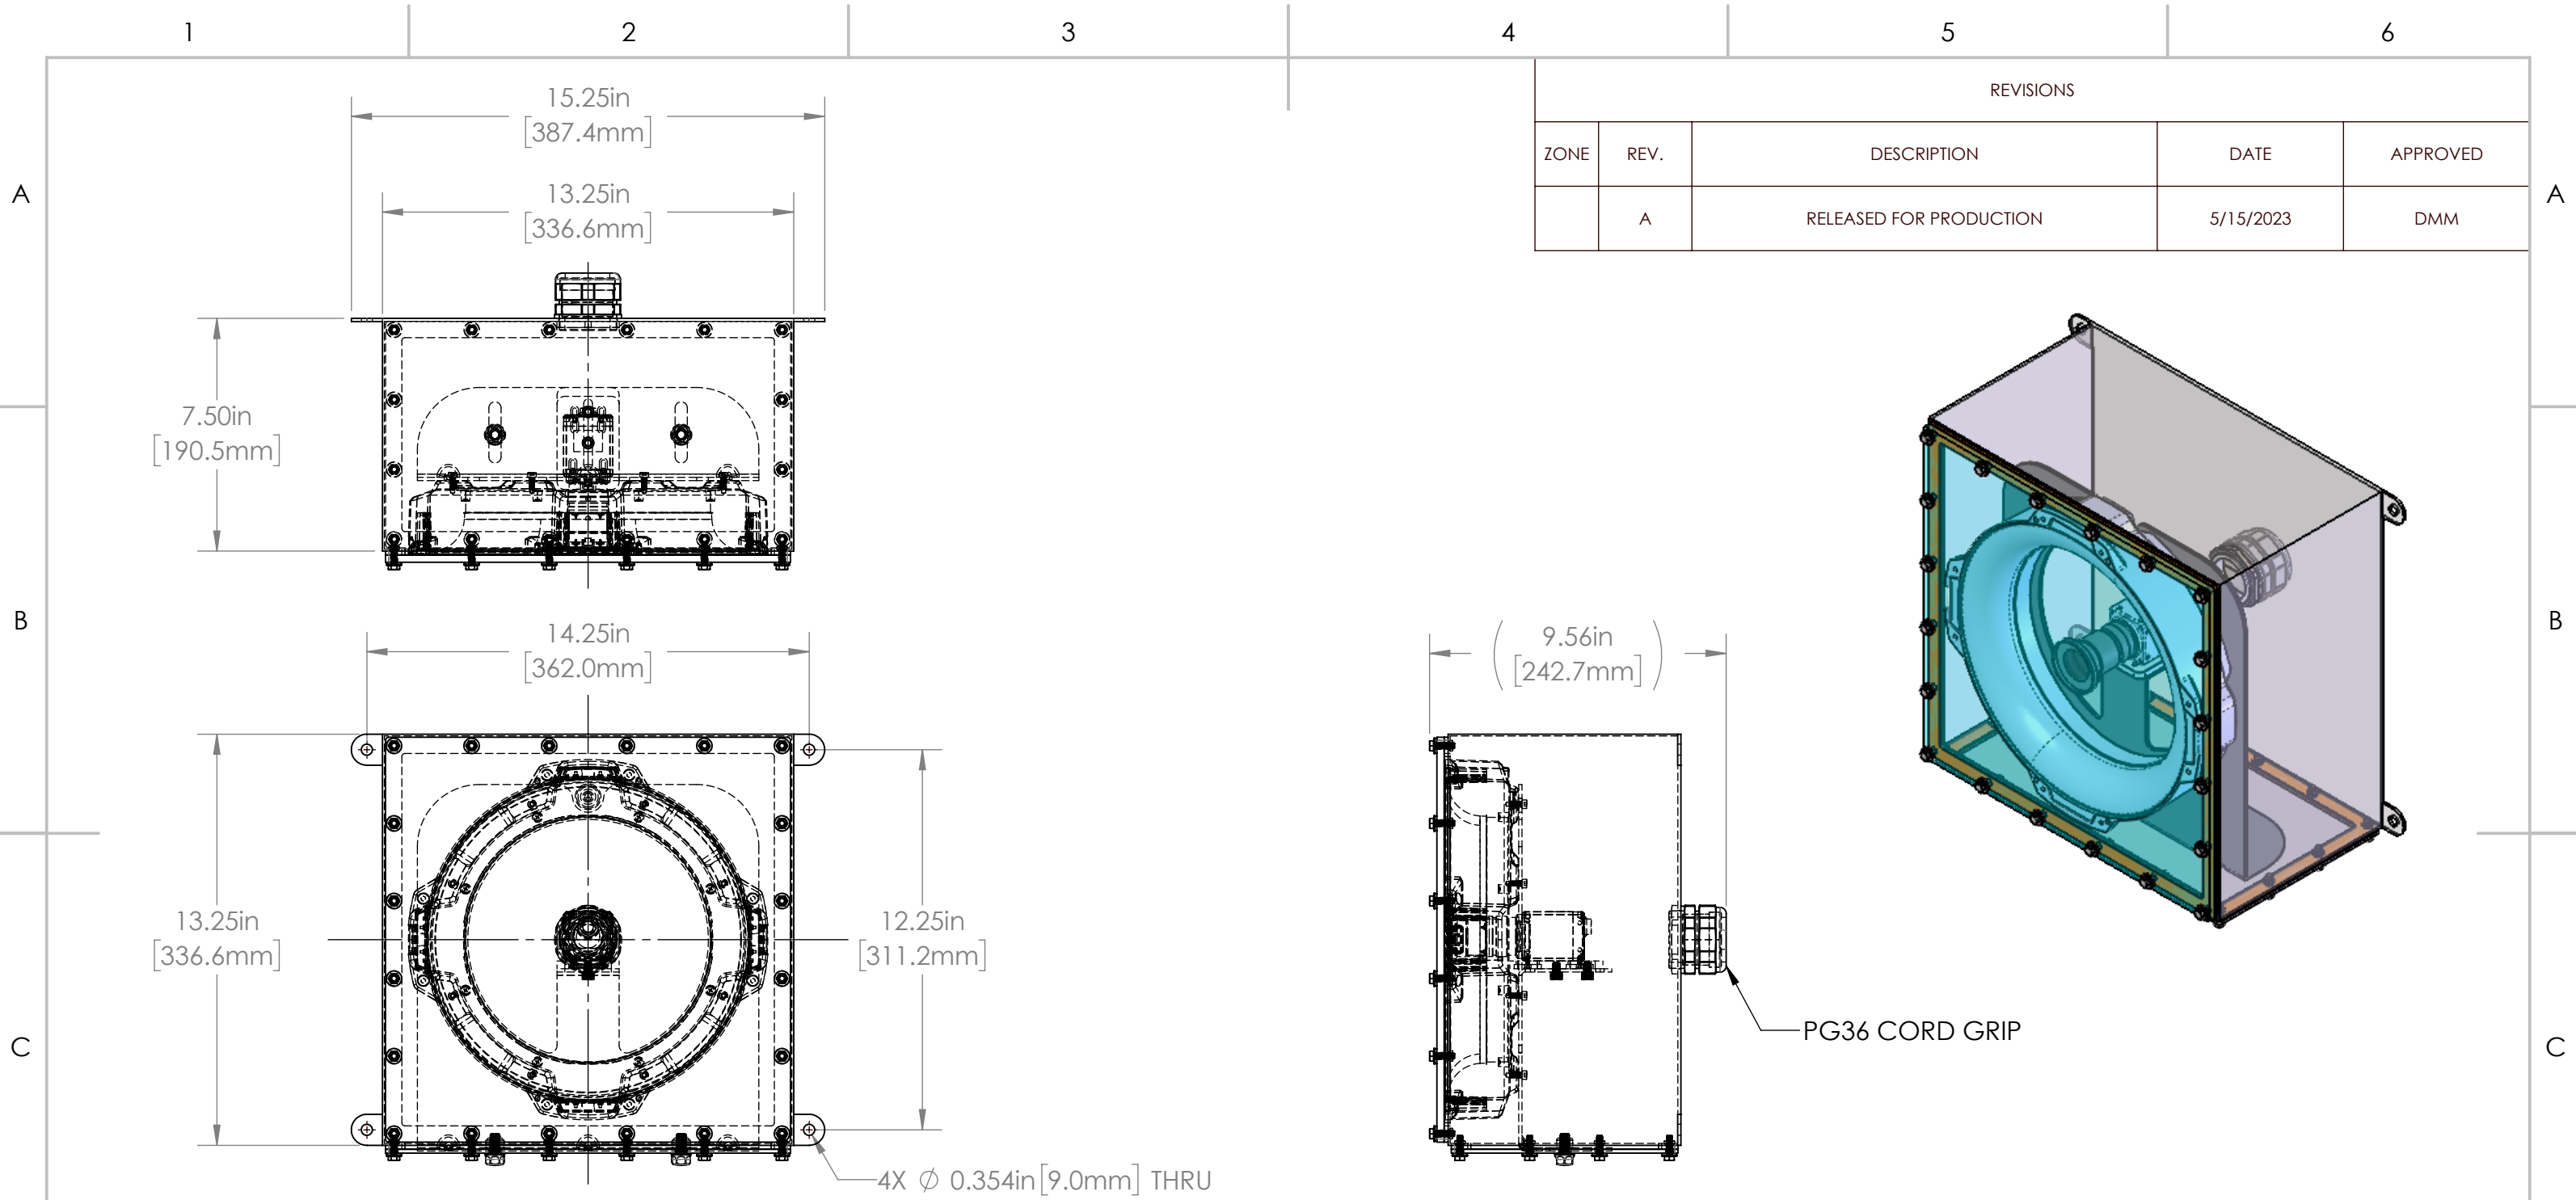 1 2 3 4 5 6
REVISIONS
ZONE REV. DESCRIPTION DATE APPROVED
A RELEASED FOR PRODUCTION 5/15/2023 DMM
A A
15.25in
[387.4mm]
13.25in
[336.6mm]
7.50in
[190.5mm]
B B
14.25in
[362.0mm]
9.56in
[242.7mm]
13.25in
[336.6mm]
12.25in
[311.2mm]
PG36 CORD GRIP
C C
4X ∅ 0.354in[9.0mm] THRU